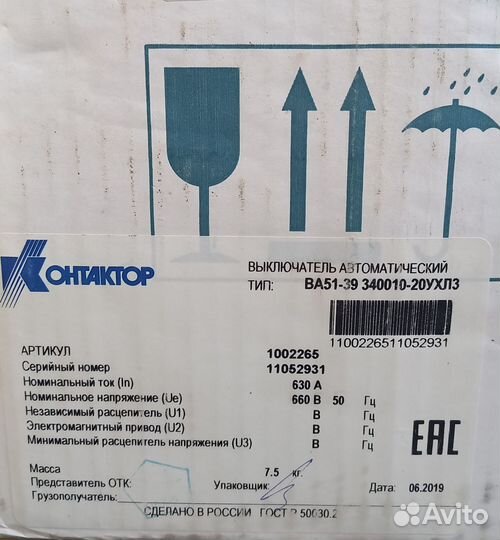 КОНТАКТОР
ВЫКЛЮЧАТЕЛЬ АВТОМАТИЧЕСКИЙ
ТИП: ВА51-39 340010-20УХЛ3
1100226511052931
АРТИКУЛ 1002265
Серийный номер 11052931
Номинальный ток (In) 630 А
Номинальное напряжение (Ue) 660 В 50 Гц
Независимый расцепитель (U1) В Гц
Электромагнитный привод (U2) В Гц
Минимальный расцепитель напряжения (U3) В Гц
ЕАС
Масса 7.5 кг.
Представитель ОТК: Упаковщик: Дата: 06.2019
Грузополучатель:
СДЕЛАНО В РОССИИ ГОСТ Р 50030.2
Avito